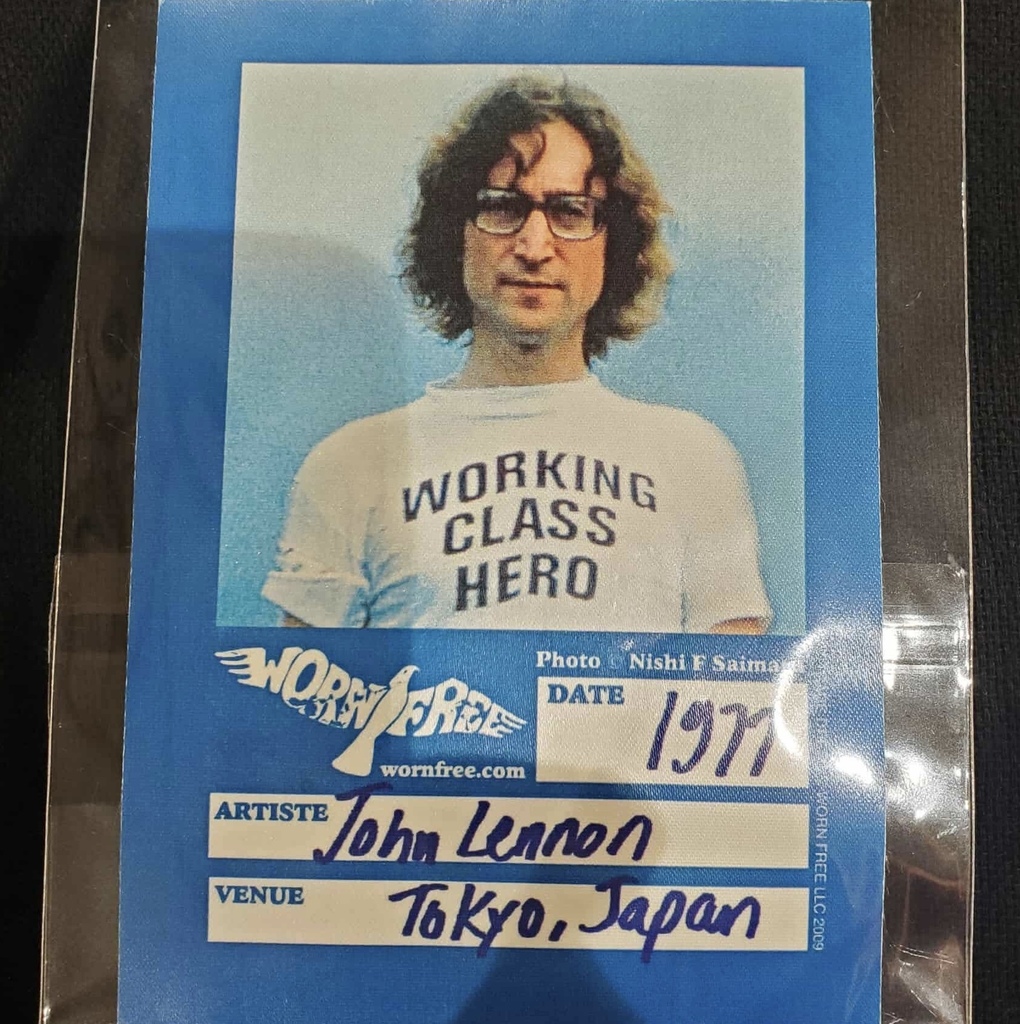 WORKING
CLASS
HERO
Photo © Nishi F Saima
WORN FREE
wornfree.com
DATE 1977
ARTISTE John Lennon
VENUE Tokyo, Japan
WORN FREE LLC 2009